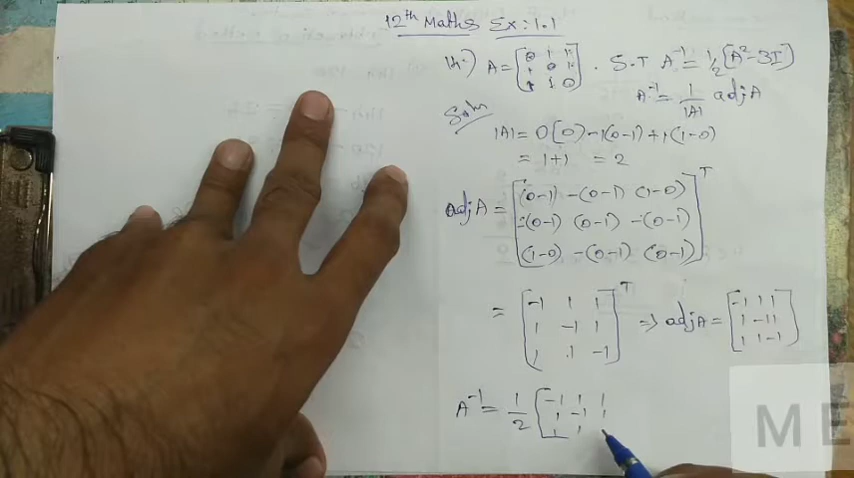 12th Maths Ex: 1.1
14.) A = [0 1 1; 1 0 1; 1 1 0] . S.T A⁻¹ = 1/2 [A² - 3I]
A⁻¹ = 1/|A| adj A
Soln
|A| = 0[0) - 1(0-1) + 1(1-0)
= 1+1 = 2
adj A = [(0-1) -(0-1) (1-0); -(0-1) (0-1) -(0-1); (1-0) -(0-1) (0-1)]ᵀ
= [-1 1 1; 1 -1 1; 1 1 -1]ᵀ => adj A = [-1 1 1; 1 -1 1; 1 1 -1]
A⁻¹ = 1/2 [-1 1 1; 1 -1 1; 1 1
M E